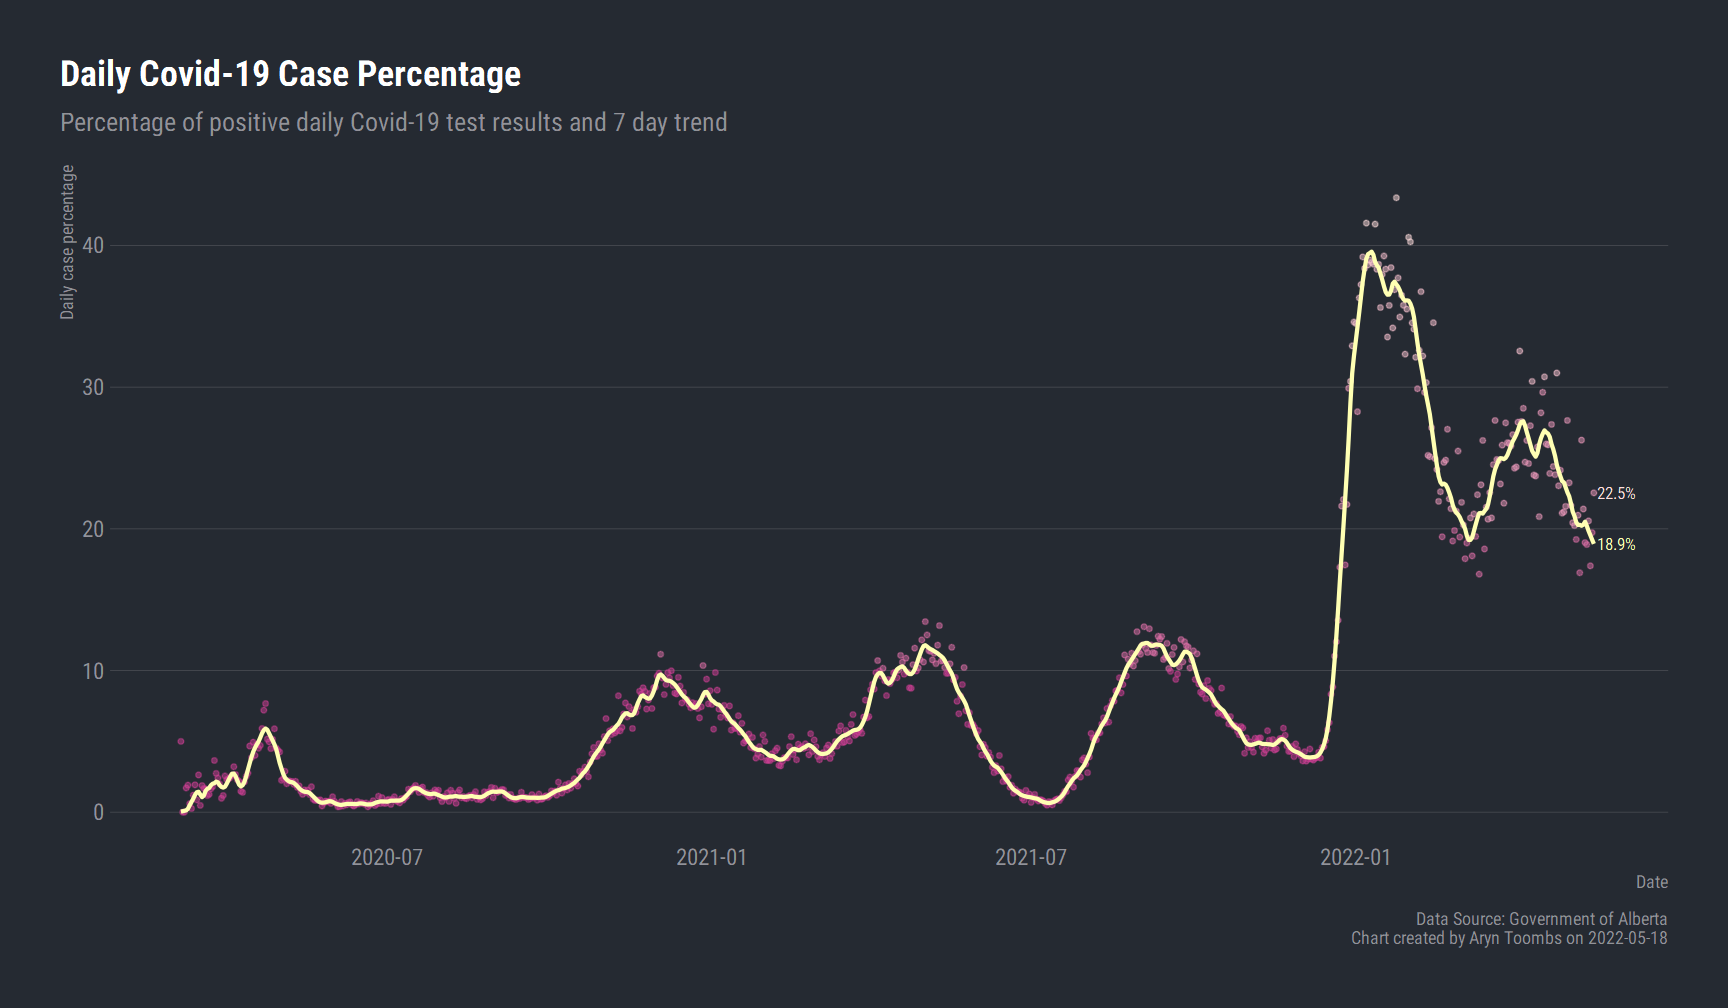 Daily Covid-19 Case Percentage
Percentage of positive daily Covid-19 test results and 7 day trend
Daily case percentage
40
30
20
10
0
22.5%
18.9%
2020-07
2021-01
2021-07
2022-01
Date
Data Source: Government of Alberta
Chart created by Aryn Toombs on 2022-05-18